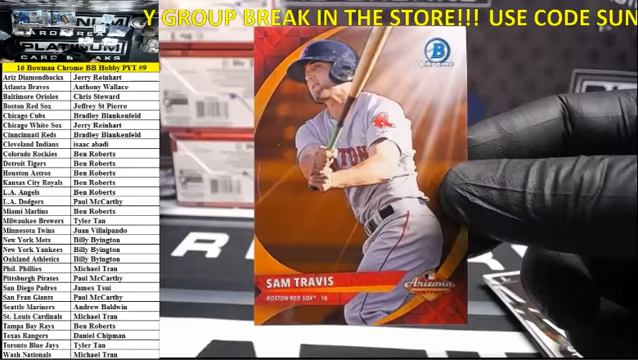 Y GROUP BREAK IN THE STORE!!! USE CODE SUN
PLATINUM
CARD BREAKS
16 Bowman Chrome BB Hobby PYT #9
Ariz Diamondbacks Jerry Reinhart
Atlanta Braves Anthony Wallace
Baltimore Orioles Chris Steward
Boston Red Sox Jeffrey St Pierre
Chicago Cubs Bradley Blankenfeld
Chicago White Sox Jerry Reinhart
Cinncinnati Reds Bradley Blankenfeld
Cleveland Indians isaac abadi
Colorado Rockies Ben Roberts
Detroit Tigers Ben Roberts
Houston Astros Ben Roberts
Kansas City Royals Ben Roberts
L.A. Angels Ben Roberts
L.A. Dodgers Paul McCarthy
Miami Marlins Ben Roberts
Milwaukee Brewers Tyler Tan
Minnesota Twins Juan Villalpando
New York Mets Billy Byington
New York Yankees Billy Byington
Oakland Athletics Billy Byington
Phil. Phillies Michael Tran
Pittsburgh Pirates Paul McCarthy
San Diego Padres James Tsui
San Fran Giants Paul McCarthy
Seattle Mariners Andrew Baldwin
St. Louis Cardinals Michael Tran
Tampa Bay Rays Ben Roberts
Texas Rangers Daniel Chipman
Toronto Blue Jays Tyler Tan
Wash Nationals Michael Tran
B
Chrome
SAM TRAVIS
BOSTON RED SOX · 1B
Arizona